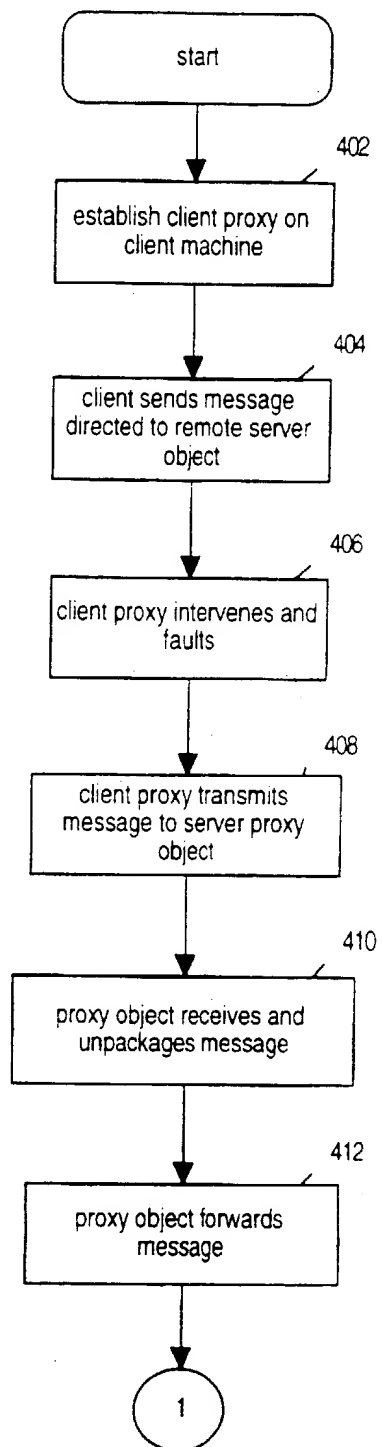 start
402
establish client proxy on
client machine
404
client sends message
directed to remote server
object
406
client proxy intervenes and
faults
408
client proxy transmits
message to server proxy
object
410
proxy object receives and
unpackages message
412
proxy object forwards
message
1